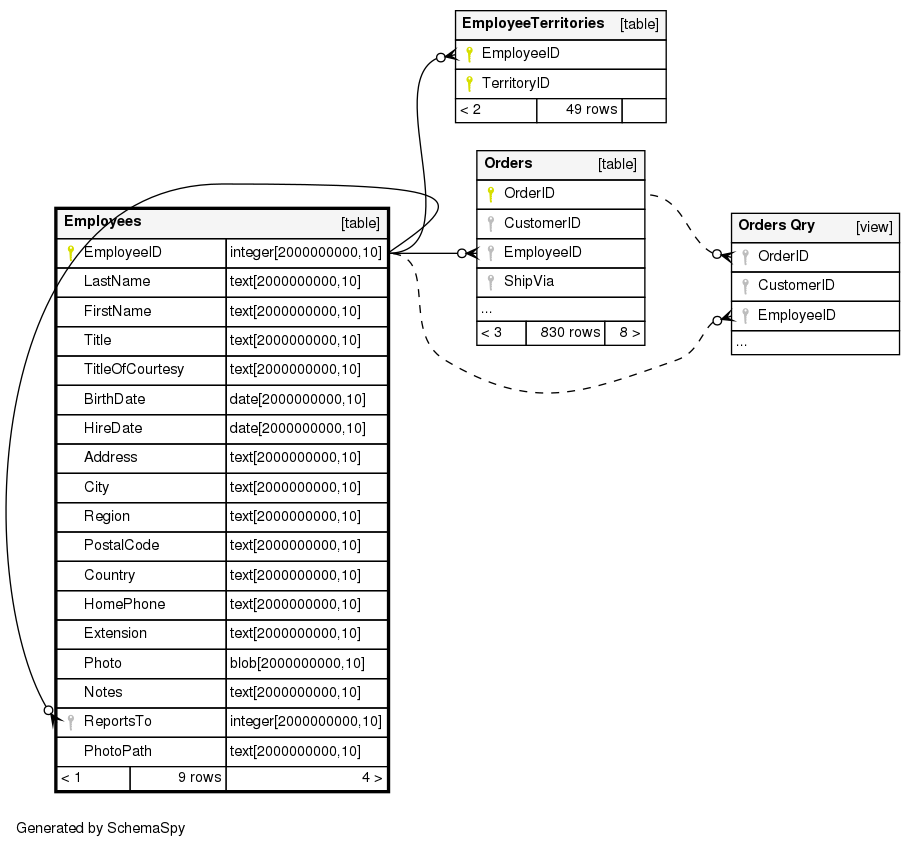 EmployeeTerritories [table]
EmployeeID
TerritoryID
< 2 49 rows
Orders [table]
OrderID
CustomerID
EmployeeID
ShipVia
...
< 3 830 rows 8 >
Orders Qry [view]
OrderID
CustomerID
EmployeeID
...
Employees [table]
EmployeeID integer[2000000000,10]
LastName text[2000000000,10]
FirstName text[2000000000,10]
Title text[2000000000,10]
TitleOfCourtesy text[2000000000,10]
BirthDate date[2000000000,10]
HireDate date[2000000000,10]
Address text[2000000000,10]
City text[2000000000,10]
Region text[2000000000,10]
PostalCode text[2000000000,10]
Country text[2000000000,10]
HomePhone text[2000000000,10]
Extension text[2000000000,10]
Photo blob[2000000000,10]
Notes text[2000000000,10]
ReportsTo integer[2000000000,10]
PhotoPath text[2000000000,10]
< 1 9 rows 4 >
Generated by SchemaSpy